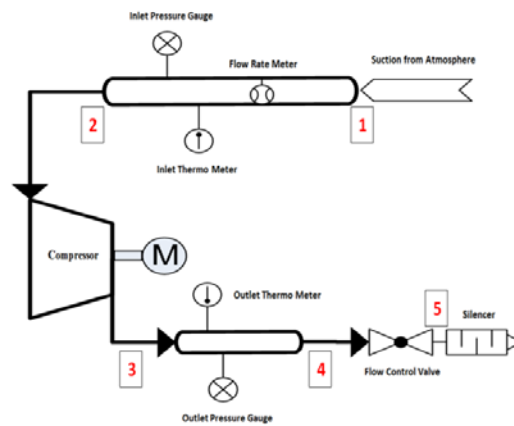 Inlet Pressure Gauge
Flow Rate Meter
Suction from Atmosphere
2
1
Inlet Thermo Meter
Compressor
M
Outlet Thermo Meter
5
Silencer
3
4
Flow Control Valve
Outlet Pressure Gauge